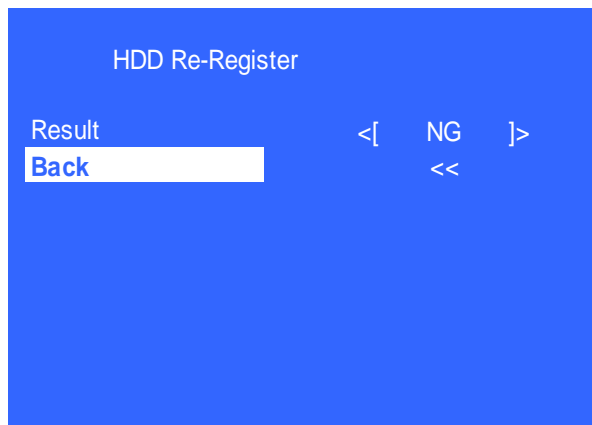 HDD Re-Register
Result <[ NG ]>
Back <<